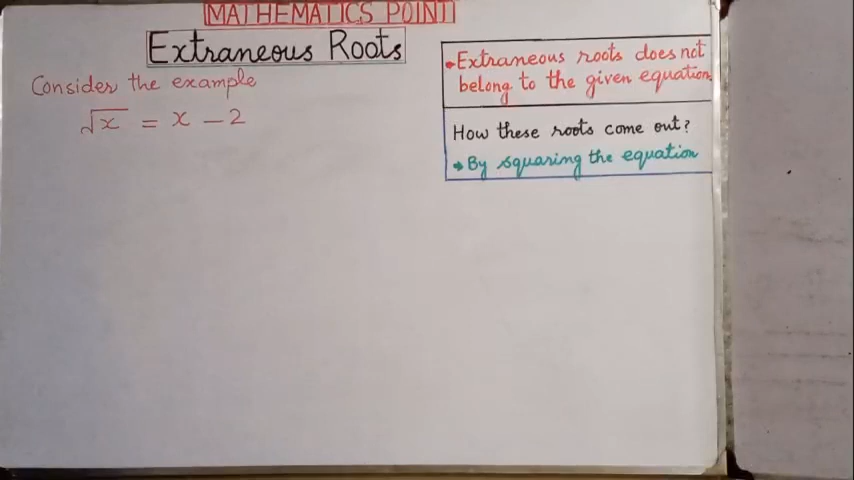 MATHEMATICS POINT
Extraneous Roots
Consider the example
√x = x - 2
→Extraneous roots does not
belong to the given equation.
How these roots come out?
→By squaring the equation